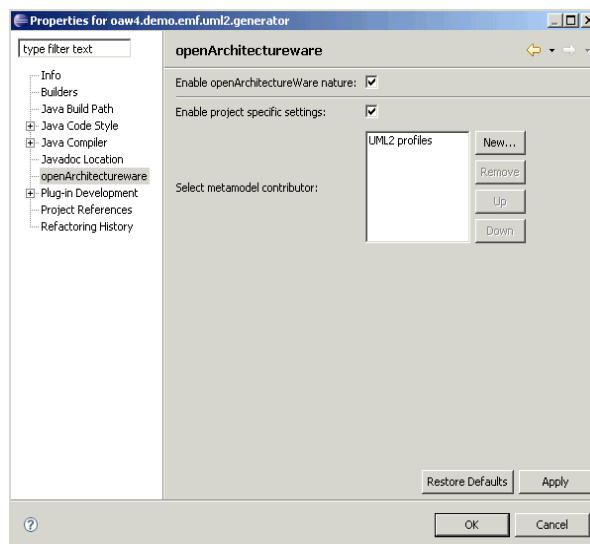 Properties for oaw4.demo.emf.uml2.generator
type filter text
Info
Builders
Java Build Path
Java Code Style
Java Compiler
Javadoc Location
openArchitectureware
Plug-in Development
Project References
Refactoring History
openArchitectureware
Enable openArchitectureWare nature:
Enable project specific settings:
Select metamodel contributor:
UML2 profiles
New...
Remove
Up
Down
Restore Defaults
Apply
?
OK
Cancel